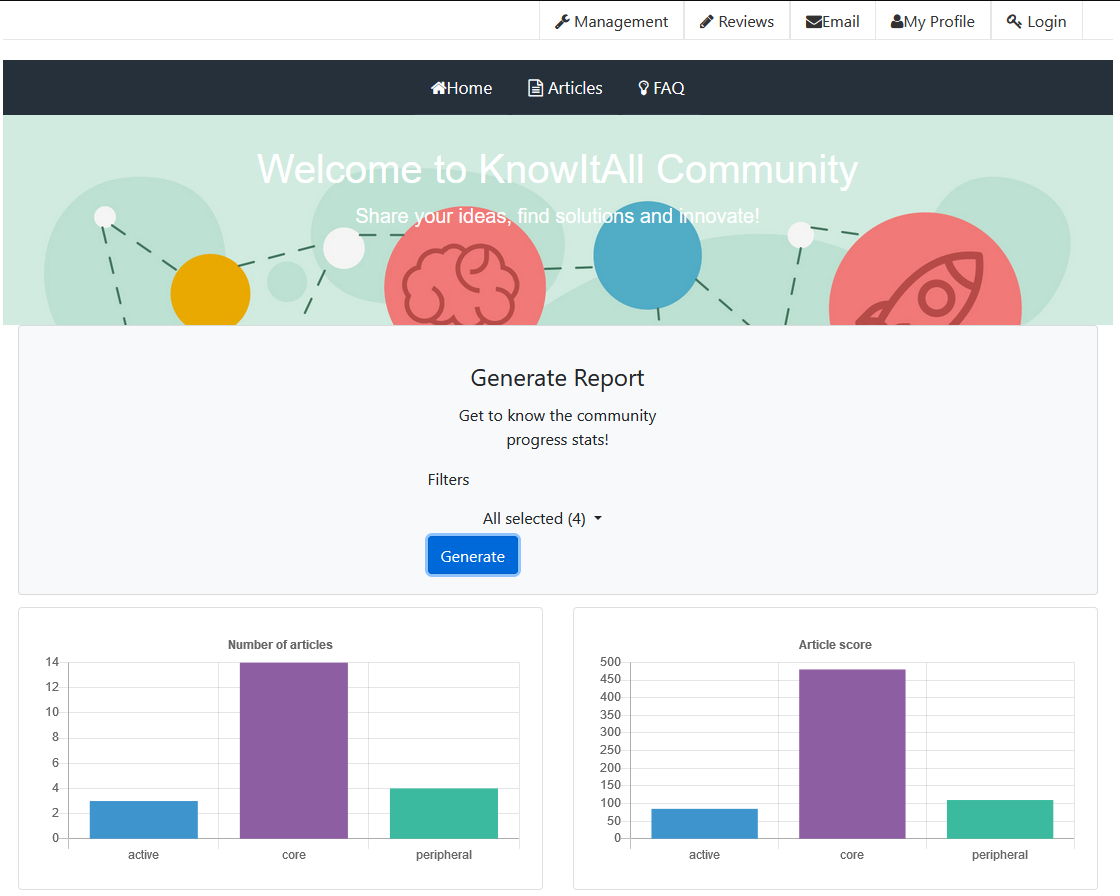 Management Reviews Email My Profile Login
Home Articles FAQ
Welcome to KnowItAll Community
Share your ideas, find solutions and innovate!
Generate Report
Get to know the community
progress stats!
Filters
All selected (4)
Generate
Number of articles
14
12
10
8
6
4
2
0
active core peripheral
Article score
500
450
400
350
300
250
200
150
100
50
0
active core peripheral